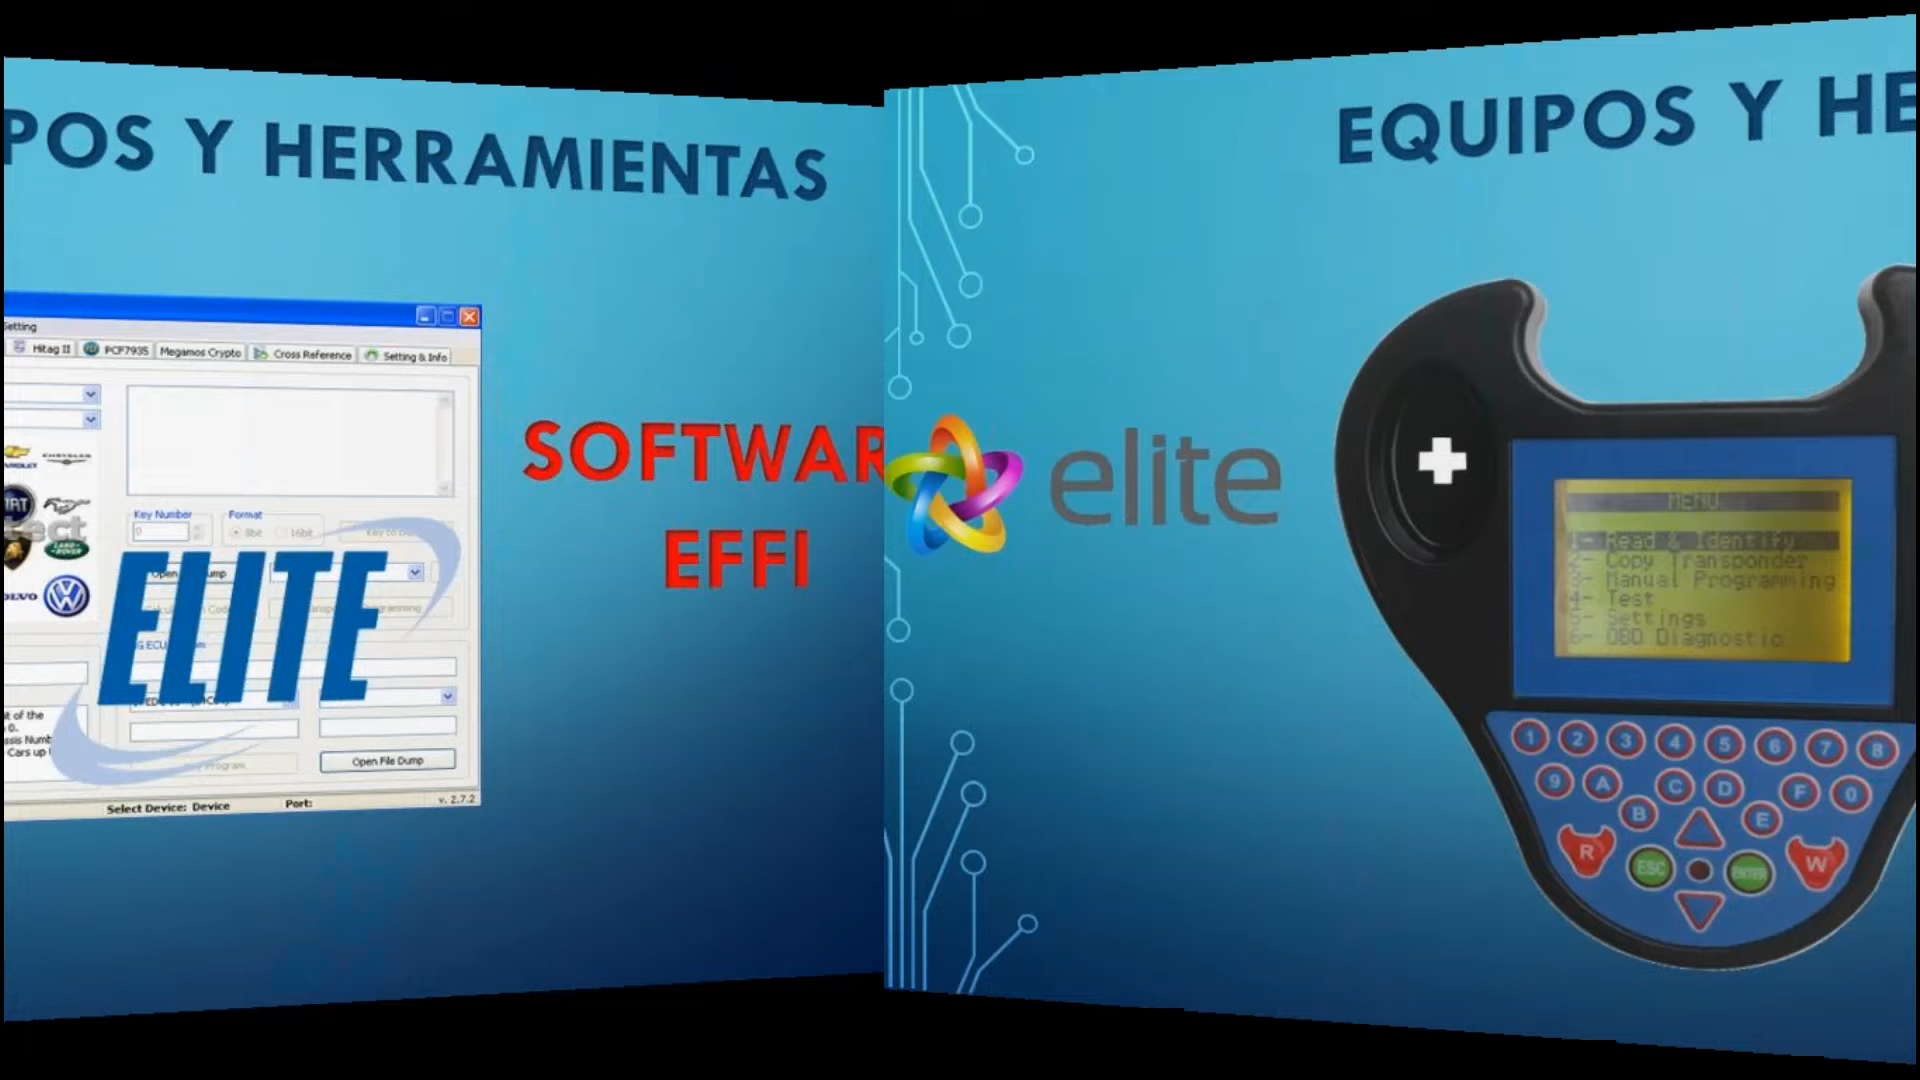 POS Y HERRAMIENTAS
Setting
Hitag II PCF7935 Megamos Crypto Cross Reference Setting & Info
Key Number Format
0 8bit 16bit
ELITE
Open File Dump
Select Device: Device Port: v. 2.7.2
SOFTWAR
EFFI
EQUIPOS Y HE
elite
MENU
1- Read & Identify
2- Copy Transponder
3- Manual Programming
4- Test
5- Settings
6- OBD Diagnostic
1 2 3 4 5 6 7 8
9 A C D F 0
B E
R ESC ENTER W